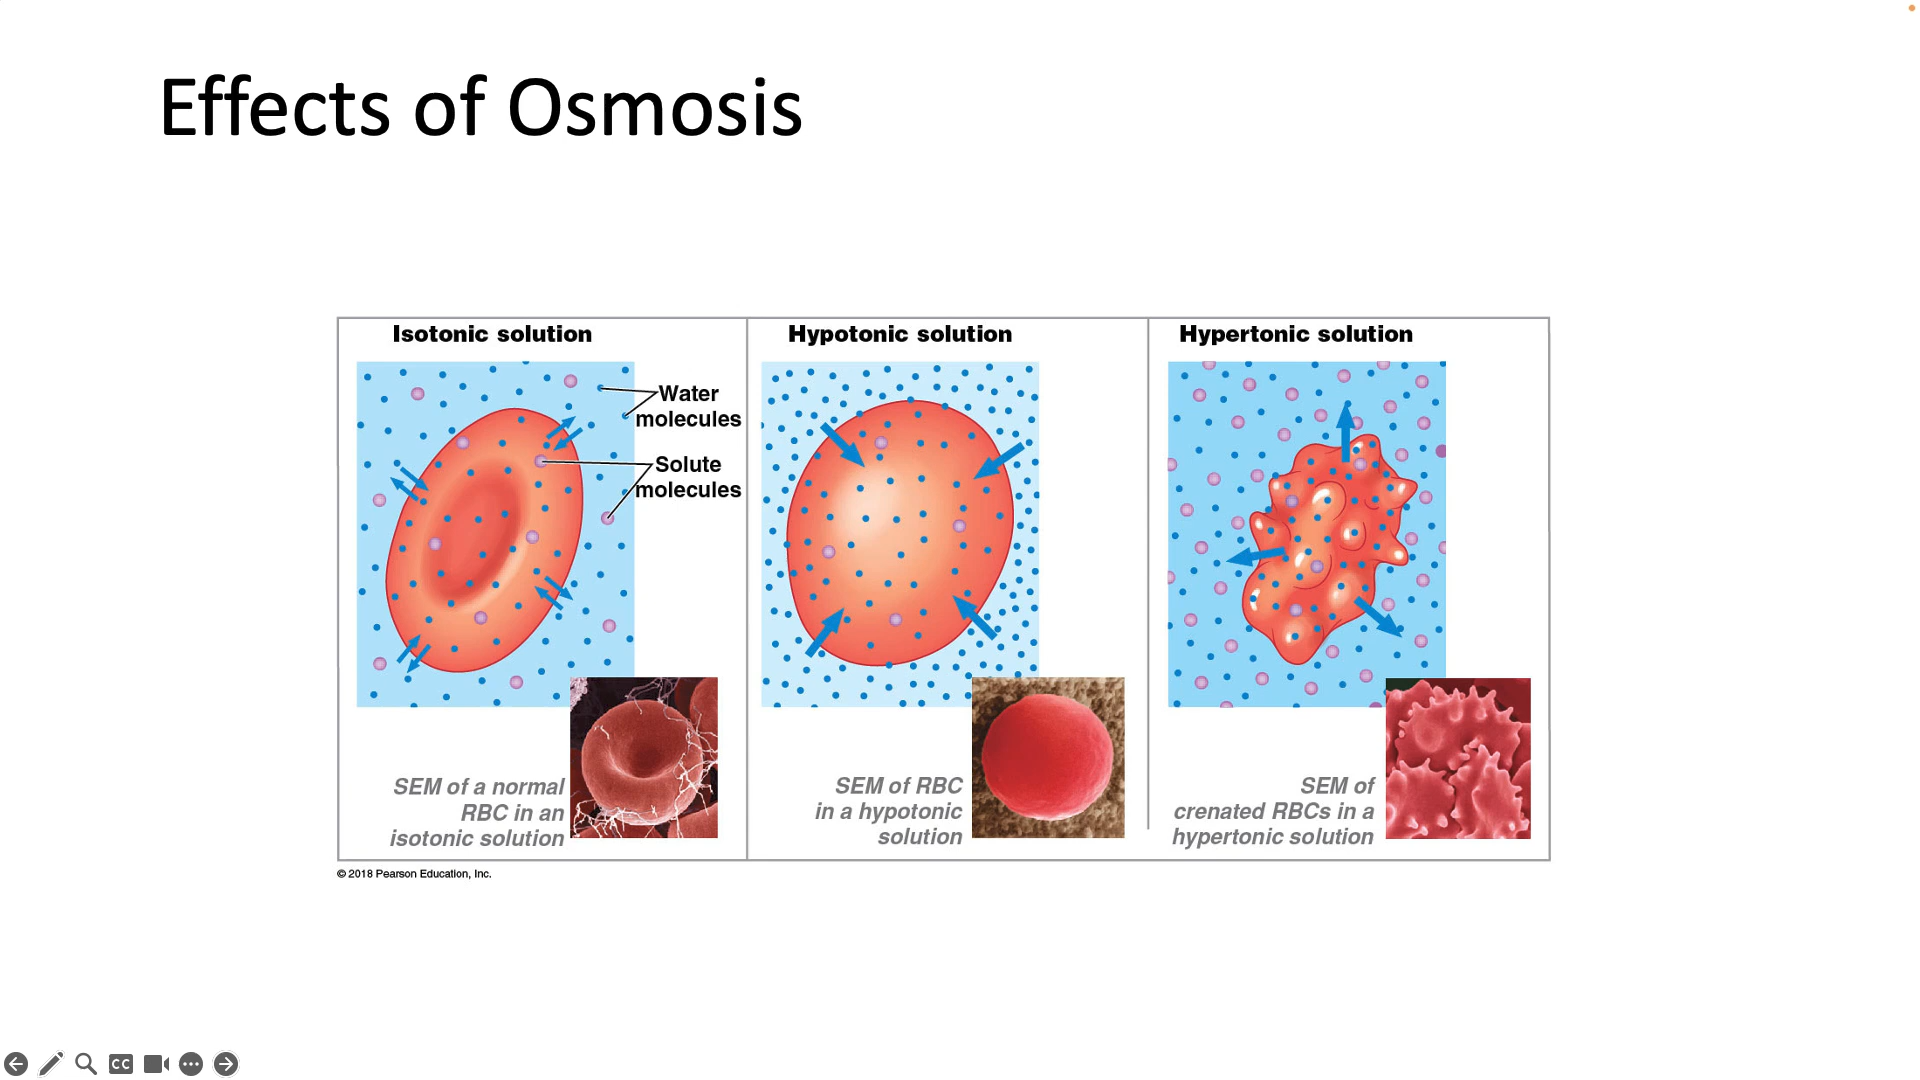 Effects of Osmosis
Isotonic solution
Water
molecules
Solute
molecules
SEM of a normal
RBC in an
isotonic solution
Hypotonic solution
SEM of RBC
in a hypotonic
solution
Hypertonic solution
SEM of
crenated RBCs in a
hypertonic solution
© 2018 Pearson Education, Inc.
CC